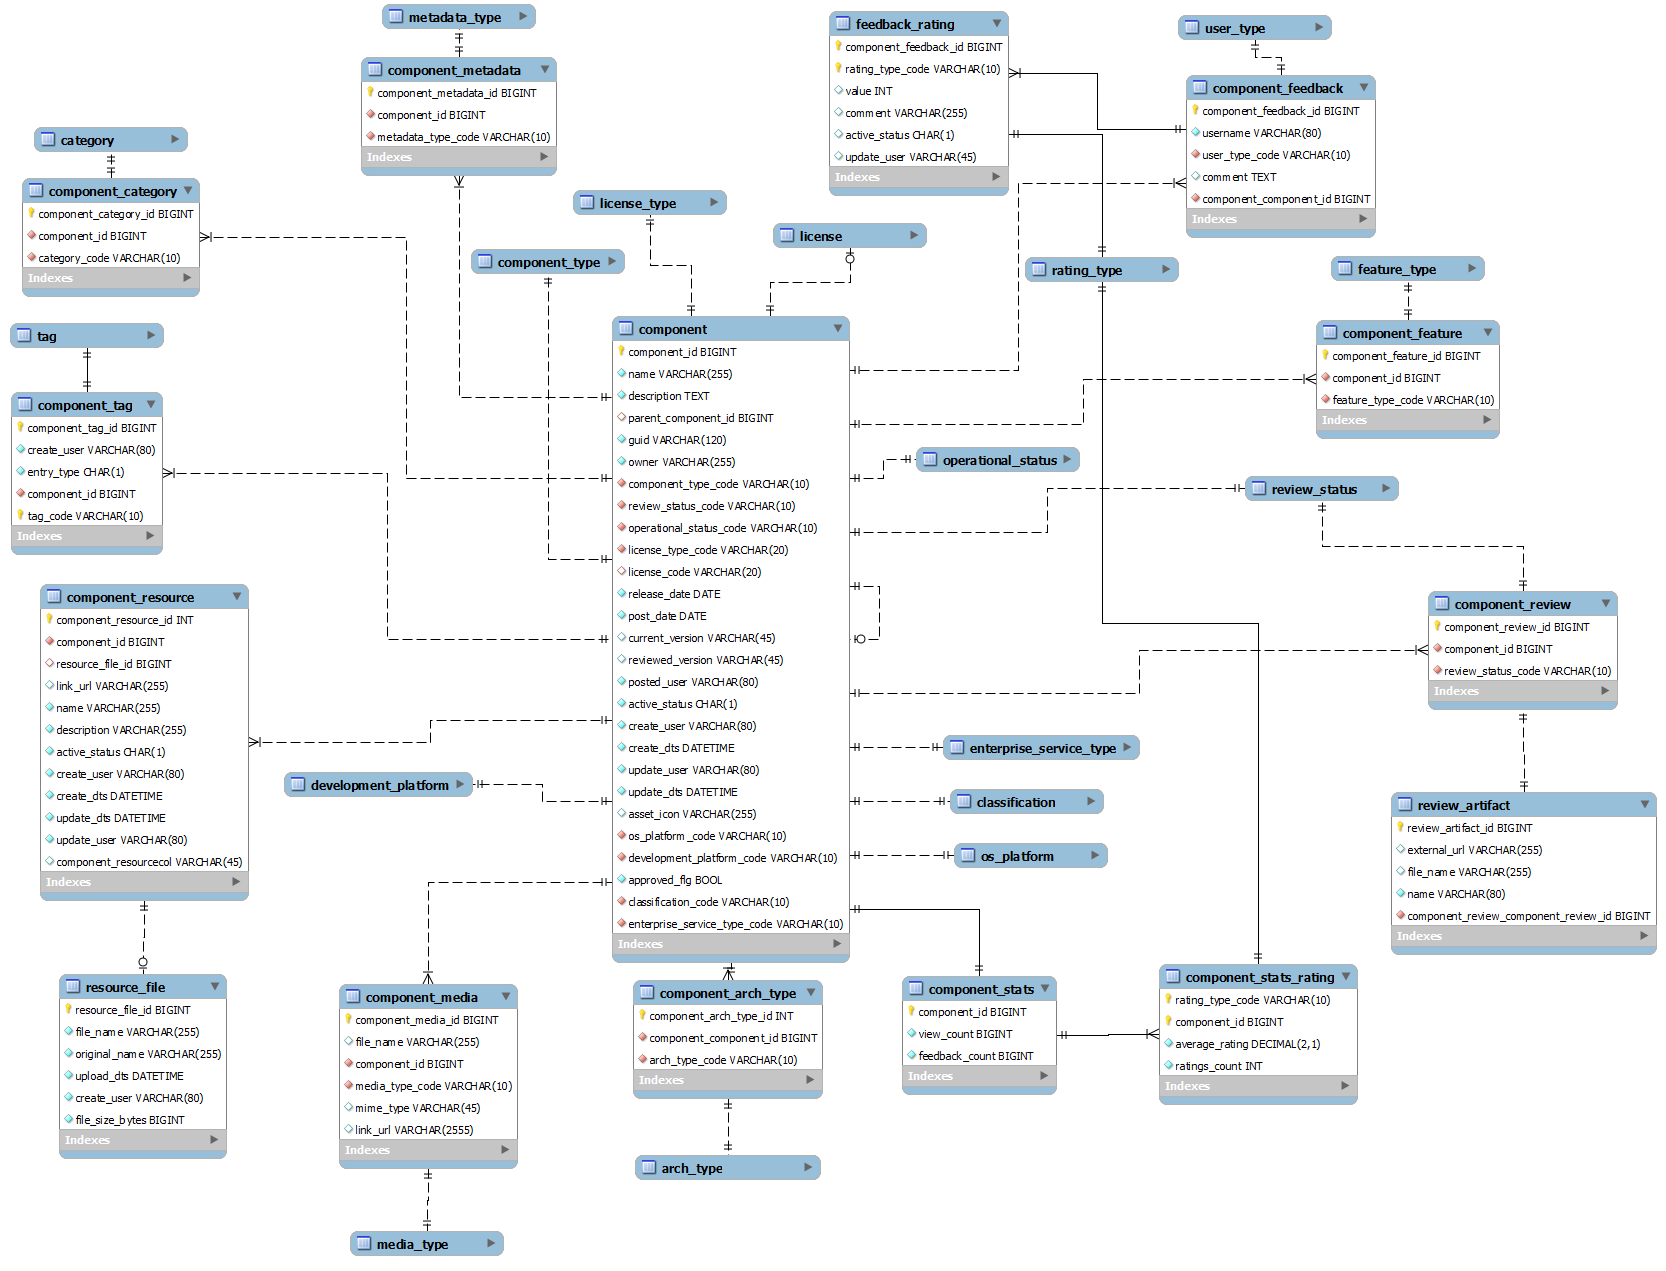 metadata_type
component_metadata
component_metadata_id BIGINT
component_id BIGINT
metadata_type_code VARCHAR(10)
Indexes
feedback_rating
component_feedback_id BIGINT
rating_type_code VARCHAR(10)
value INT
comment VARCHAR(255)
active_status CHAR(1)
update_user VARCHAR(45)
Indexes
user_type
component_feedback
component_feedback_id BIGINT
username VARCHAR(80)
user_type_code VARCHAR(10)
comment TEXT
component_component_id BIGINT
Indexes
category
component_category
component_category_id BIGINT
component_id BIGINT
category_code VARCHAR(10)
Indexes
license_type
license
component_type
rating_type
feature_type
component_feature
component_feature_id BIGINT
component_id BIGINT
feature_type_code VARCHAR(10)
Indexes
tag
component_tag
component_tag_id BIGINT
create_user VARCHAR(80)
entry_type CHAR(1)
component_id BIGINT
tag_code VARCHAR(10)
Indexes
component
component_id BIGINT
name VARCHAR(255)
description TEXT
parent_component_id BIGINT
guid VARCHAR(120)
owner VARCHAR(255)
component_type_code VARCHAR(10)
review_status_code VARCHAR(10)
operational_status_code VARCHAR(10)
license_type_code VARCHAR(20)
license_code VARCHAR(20)
release_date DATE
post_date DATE
current_version VARCHAR(45)
reviewed_version VARCHAR(45)
posted_user VARCHAR(80)
active_status CHAR(1)
create_user VARCHAR(80)
create_dts DATETIME
update_user VARCHAR(80)
update_dts DATETIME
asset_icon VARCHAR(255)
os_platform_code VARCHAR(10)
development_platform_code VARCHAR(10)
approved_flg BOOL
classification_code VARCHAR(10)
enterprise_service_type_code VARCHAR(10)
Indexes
operational_status
review_status
component_review
component_review_id BIGINT
component_id BIGINT
review_status_code VARCHAR(10)
Indexes
component_resource
component_resource_id INT
component_id BIGINT
resource_file_id BIGINT
link_url VARCHAR(255)
name VARCHAR(255)
description VARCHAR(255)
active_status CHAR(1)
create_user VARCHAR(80)
create_dts DATETIME
update_dts DATETIME
update_user VARCHAR(80)
component_resourcecol VARCHAR(45)
Indexes
development_platform
enterprise_service_type
classification
os_platform
review_artifact
review_artifact_id BIGINT
external_url VARCHAR(255)
file_name VARCHAR(255)
name VARCHAR(80)
component_review_component_review_id BIGINT
Indexes
resource_file
resource_file_id BIGINT
file_name VARCHAR(255)
original_name VARCHAR(255)
upload_dts DATETIME
create_user VARCHAR(80)
file_size_bytes BIGINT
Indexes
component_media
component_media_id BIGINT
file_name VARCHAR(255)
component_id BIGINT
media_type_code VARCHAR(10)
mime_type VARCHAR(45)
link_url VARCHAR(2555)
Indexes
media_type
component_arch_type
component_arch_type_id INT
component_component_id BIGINT
arch_type_code VARCHAR(10)
Indexes
arch_type
component_stats
component_id BIGINT
view_count BIGINT
feedback_count BIGINT
Indexes
component_stats_rating
rating_type_code VARCHAR(10)
component_id BIGINT
average_rating DECIMAL(2,1)
ratings_count INT
Indexes